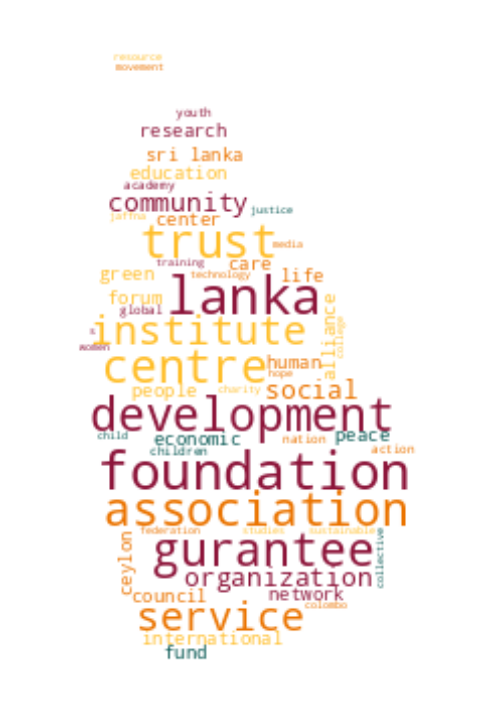 resource
movement
youth
research
sri lanka
education
academy
community
justice
jaffna
center
trust
media
training
care
green
technology
life
lanka
forum
alliance
global
institute
college
s
women
centre
human
hope
people
charity
social
development
child
economic
nation
peace
children
action
foundation
association
federation
studies
sustainable
ceylon
gurantee
collective
organization
council
network
colombo
service
international
fund